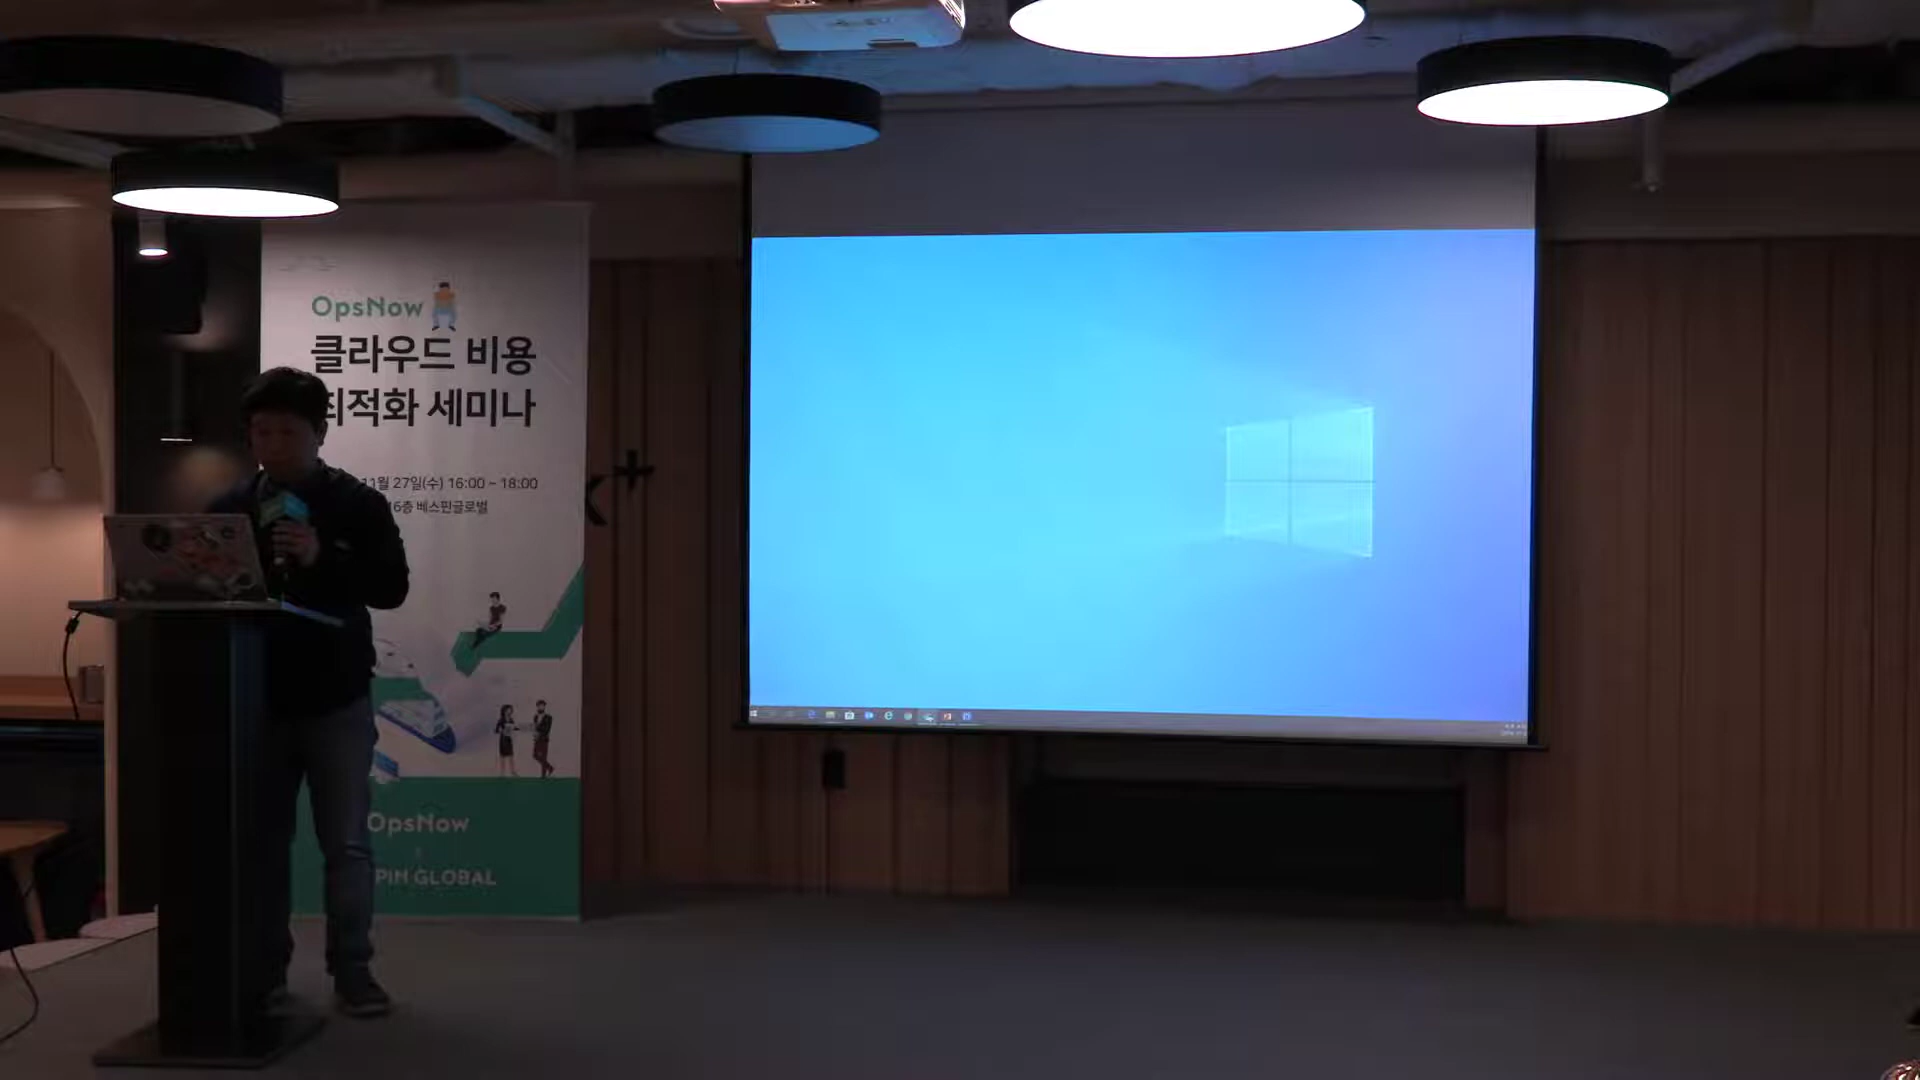 OpsNow
클라우드 비용
최적화 세미나
11월 27일(수) 16:00 ~ 18:00
6층 베스핀글로벌
k+
OpsNow
PIN GLOBAL